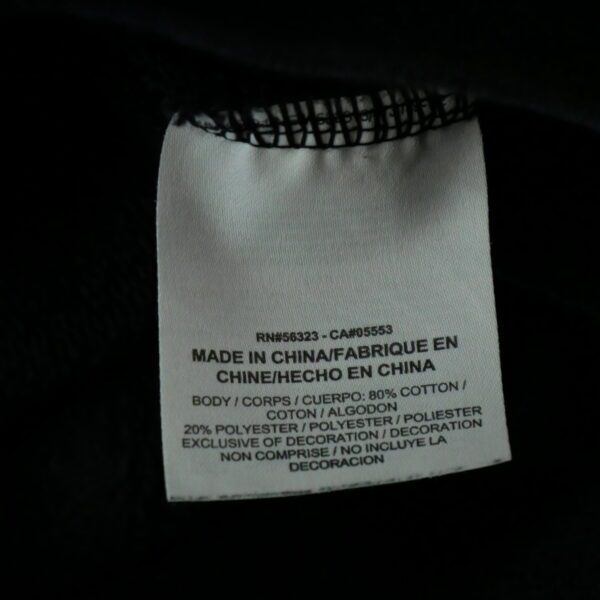 RN#56323 - CA#05553
MADE IN CHINA/FABRIQUE EN
CHINE/HECHO EN CHINA
BODY / CORPS / CUERPO: 80% COTTON /
COTON / ALGODON
20% POLYESTER / POLYESTER / POLIESTER
EXCLUSIVE OF DECORATION / DECORATION
NON COMPRISE / NO INCLUYE LA
DECORACION